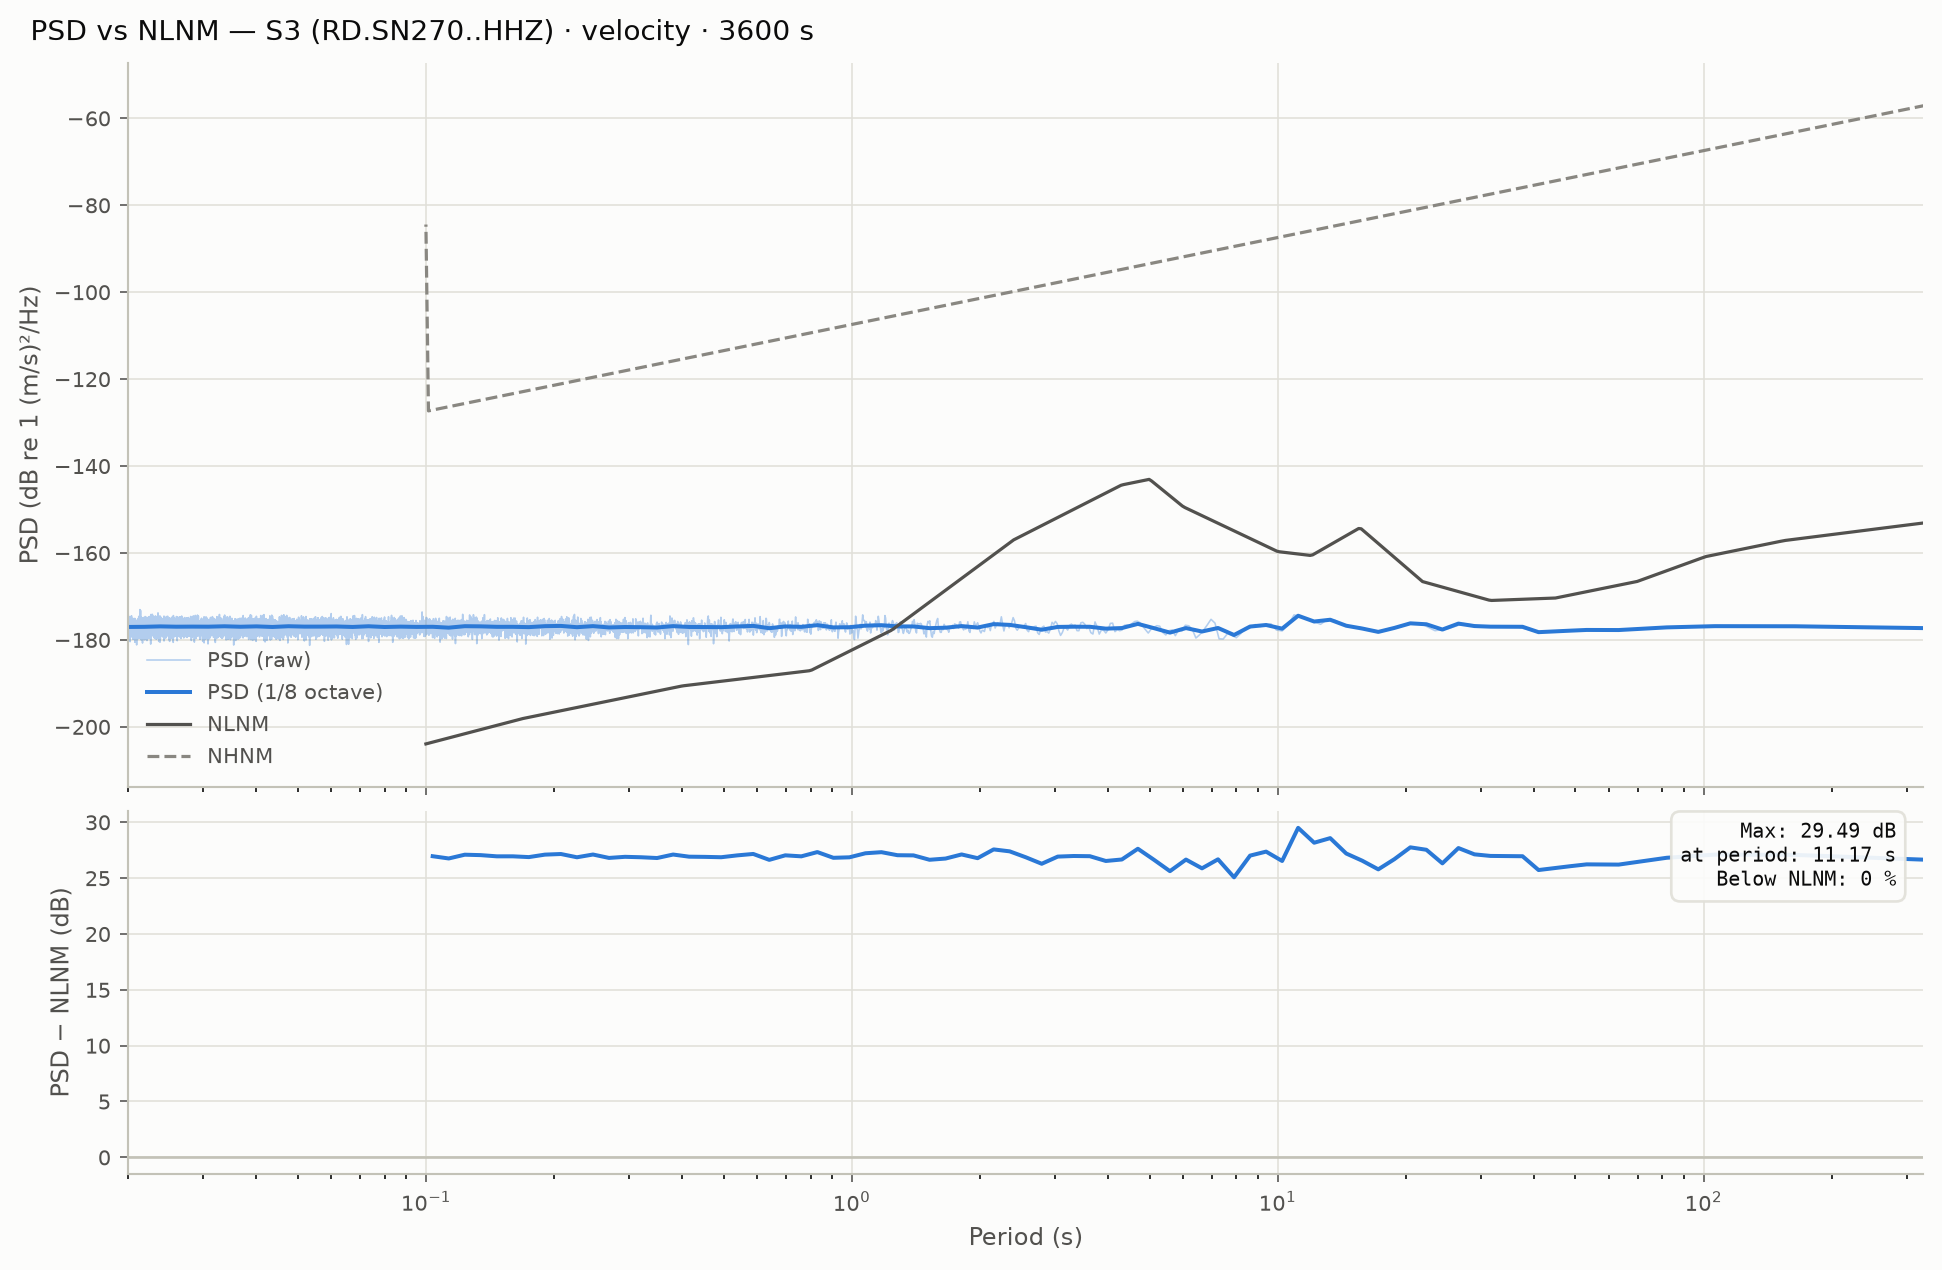 PSD vs NLNM — S3 (RD.SN270..HHZ) · velocity · 3600 s
PSD (dB re 1 (m/s)²/Hz)
−60
−80
−100
−120
−140
−160
−180
−200
PSD (raw)
PSD (1/8 octave)
NLNM
NHNM
PSD − NLNM (dB)
30
25
20
15
10
5
0
Max: 29.49 dB
at period: 11.17 s
Below NLNM: 0 %
10⁻¹
10⁰
10¹
10²
Period (s)